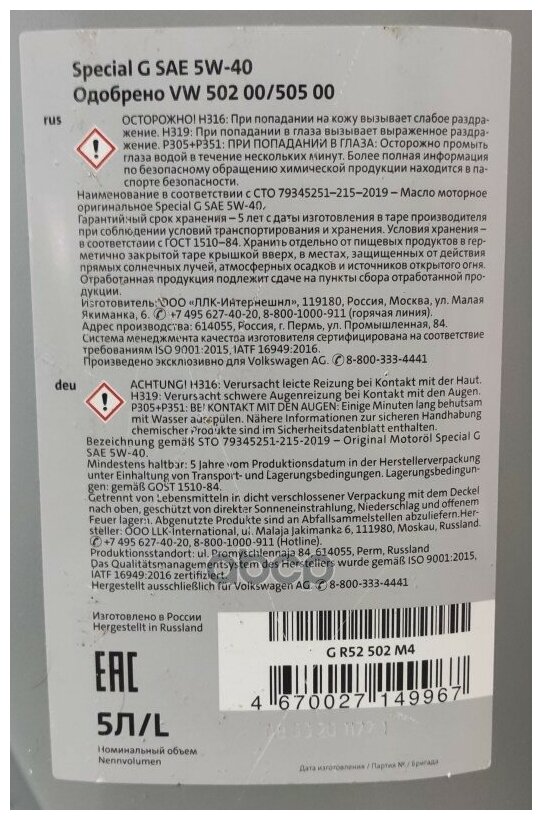 Special G SAE 5W-40
Одобрено VW 502 00/505 00
rus
ОСТОРОЖНО! H316: При попадании на кожу вызывает слабое раздра-
жение. H319: При попадании в глаза вызывает выраженное раздра-
жение. P305+P351: ПРИ ПОПАДАНИИ В ГЛАЗА: Осторожно промыть
глаза водой в течение нескольких минут. Более полная информация
по безопасному обращению химической продукции находится в па-
спорте безопасности.
Наименование в соответствии с СТО 79345251-215-2019 – Масло моторное
оригинальное Special G SAE 5W-40.
Гарантийный срок хранения – 5 лет с даты изготовления в таре производителя
при соблюдении условий транспортирования и хранения. Условия хранения –
в соответствии с ГОСТ 1510-84. Хранить отдельно от пищевых продуктов в гер-
метично закрытой таре крышкой вверх, в местах, защищенных от действия
прямых солнечных лучей, атмосферных осадков и источников открытого огня.
Отработанная продукция подлежит сдаче на пункты сбора отработанной про-
дукции.
Изготовитель: ООО «ЛЛК-Интернешнл», 119180, Россия, Москва, ул. Малая
Якиманка, 6. +7 495 627-40-20, 8-800-1000-911 (горячая линия).
Адрес производства: 614055, Россия, г. Пермь, ул. Промышленная, 84.
Система менеджмента качества изготовителя сертифицирована на соответствие
требованиям ISO 9001:2015, IATF 16949:2016.
Произведено эксклюзивно для Volkswagen AG. 8-800-333-4441
deu
ACHTUNG! H316: Verursacht leichte Reizung bei Kontakt mit der Haut.
H319: Verursacht schwere Augenreizung bei Kontakt mit den Augen.
P305+P351: BEI KONTAKT MIT DEN AUGEN: Einige Minuten lang behutsam
mit Wasser ausspülen. Nähere Informationen zur sicheren Handhabung
chemischer Produkte sind im Sicherheitsdatenblatt enthalten.
Bezeichnung gemäß STO 79345251-215-2019 – Original Motoröl Special G
SAE 5W-40.
Mindestens haltbar: 5 Jahre vom Produktionsdatum in der Herstellerverpackung
unter Einhaltung von Transport- und Lagerungsbedingungen. Lagerungsbedingun-
gen: gemäß GOST 1510-84.
Getrennt von Lebensmitteln in dicht verschlossener Verpackung mit dem Deckel
nach oben, geschützt von direkter Sonneneinstrahlung, Niederschlag und offenem
Feuer lagern. Abgenutzte Produkte sind an Abfallsammelstellen abzuliefern. Her-
steller: OOO LLK-International, ul. Malaja Jakimanka 6, 111980, Moskau, Russland.
+7 495 627-40-20, 8-800-1000-911 (Hotline).
Produktionsstandort: ul. Promyschlennaja 84, 614055, Perm, Russland
Das Qualitätsmanagementsystem des Herstellers wurde gemäß ISO 9001:2015,
IATF 16949:2016 zertifiziert.
Hergestellt ausschließlich für Volkswagen AG 8-800-333-4441
Изготовлено в России
Hergestellt in Russland
G R52 502 M4
EAC
4 670027 149967
5Л/L
Номинальный объем
Nennvolumen
Дата изготовления / Партия № / Бригада